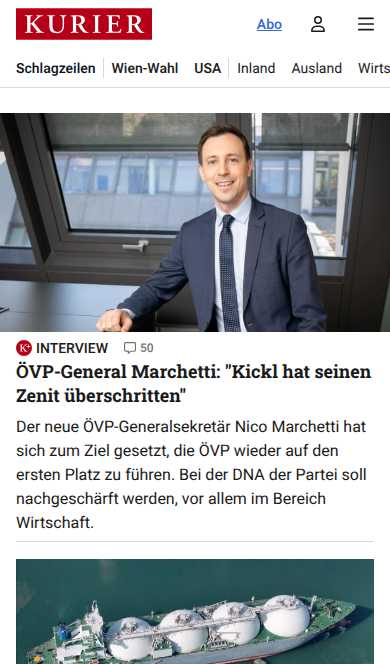 KURIER
Abo
Schlagzeilen
Wien-Wahl
USA
Inland
Ausland
Wirts
K+ INTERVIEW
50
ÖVP-General Marchetti: "Kickl hat seinen
Zenit überschritten"
Der neue ÖVP-Generalsekretär Nico Marchetti hat
sich zum Ziel gesetzt, die ÖVP wieder auf den
ersten Platz zu führen. Bei der DNA der Partei soll
nachgeschärft werden, vor allem im Bereich
Wirtschaft.